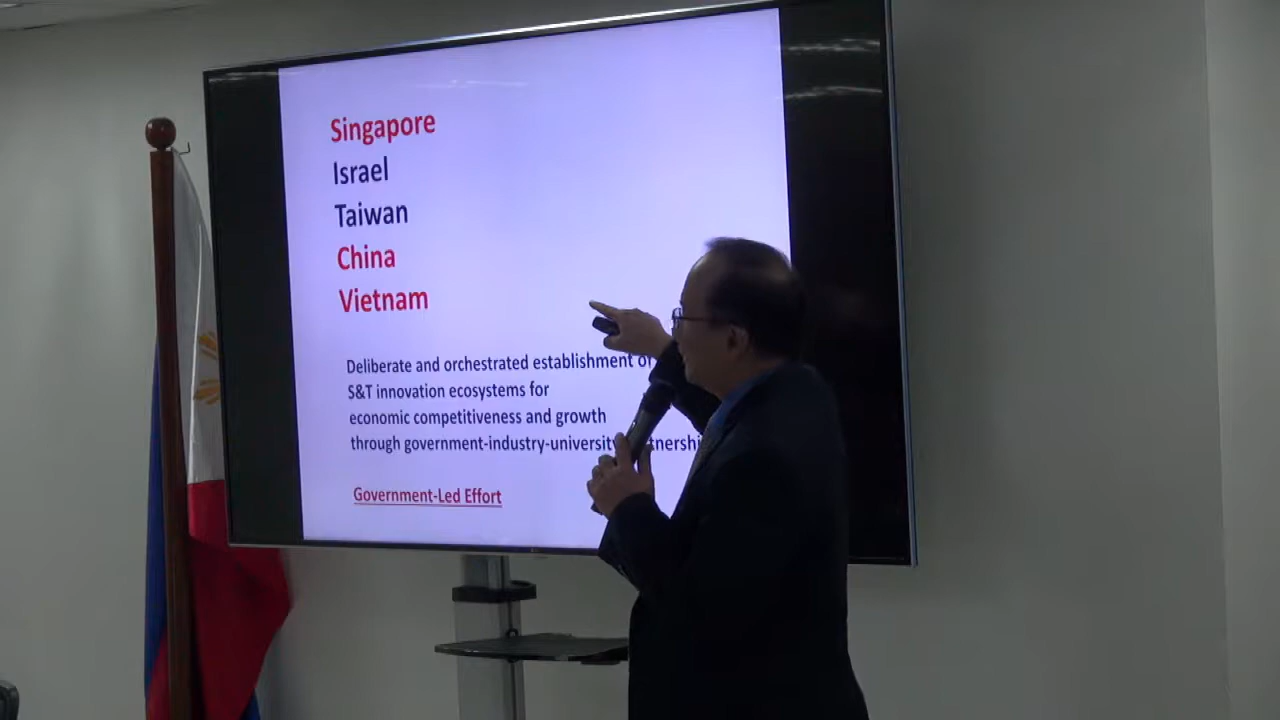 Singapore
Israel
Taiwan
China
Vietnam
Deliberate and orchestrated establishment of
S&T innovation ecosystems for
economic competitiveness and growth
through government-industry-university
Government-Led Effort